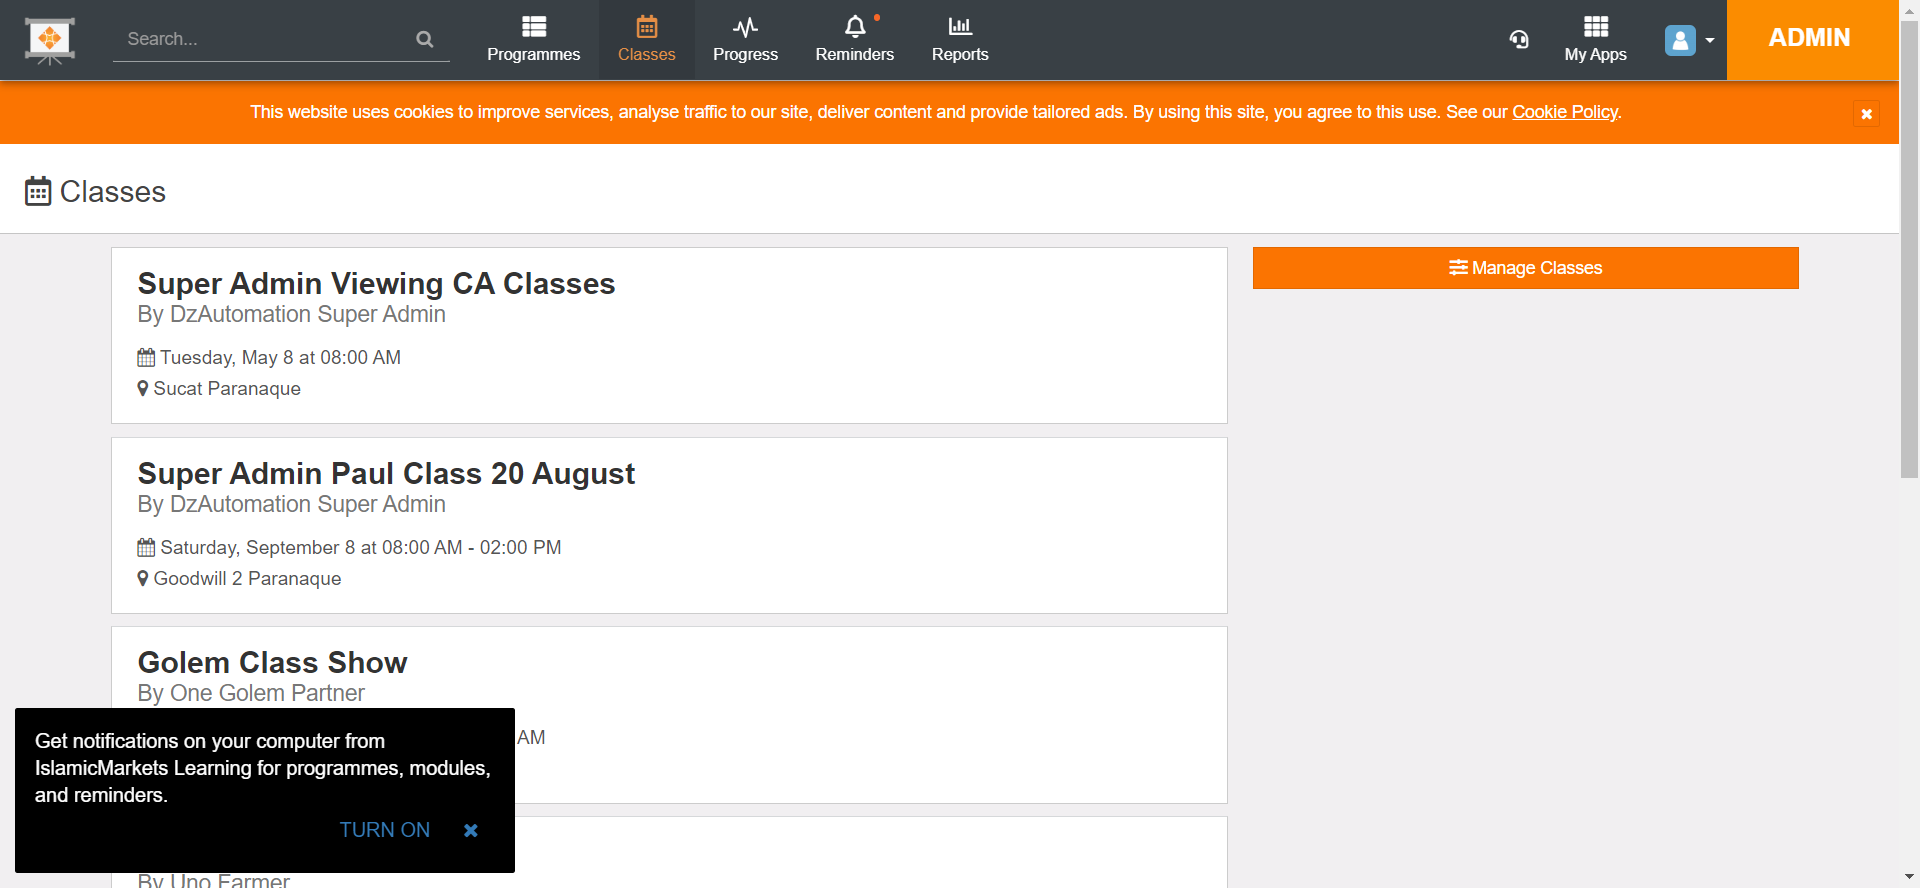 Search...
Programmes
Classes
Progress
Reminders
Reports
My Apps
ADMIN
This website uses cookies to improve services, analyse traffic to our site, deliver content and provide tailored ads. By using this site, you agree to this use. See our Cookie Policy.
Classes
Super Admin Viewing CA Classes
By DzAutomation Super Admin
Tuesday, May 8 at 08:00 AM
Sucat Paranaque
Manage Classes
Super Admin Paul Class 20 August
By DzAutomation Super Admin
Saturday, September 8 at 08:00 AM - 02:00 PM
Goodwill 2 Paranaque
Golem Class Show
By One Golem Partner
AM
Get notifications on your computer from
IslamicMarkets Learning for programmes, modules,
and reminders.
TURN ON
By Uno Farmer